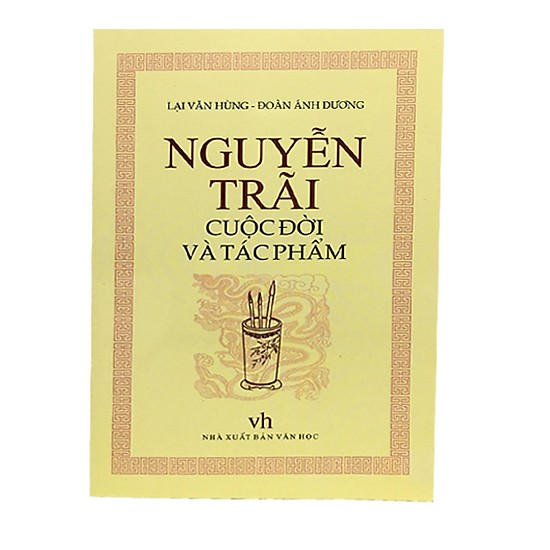 LẠI VĂN HÙNG - ĐOÀN ÁNH DƯƠNG
NGUYỄN
TRÃI
CUỘC ĐỜI
VÀ TÁC PHẨM
vh
NHÀ XUẤT BẢN VĂN HỌC